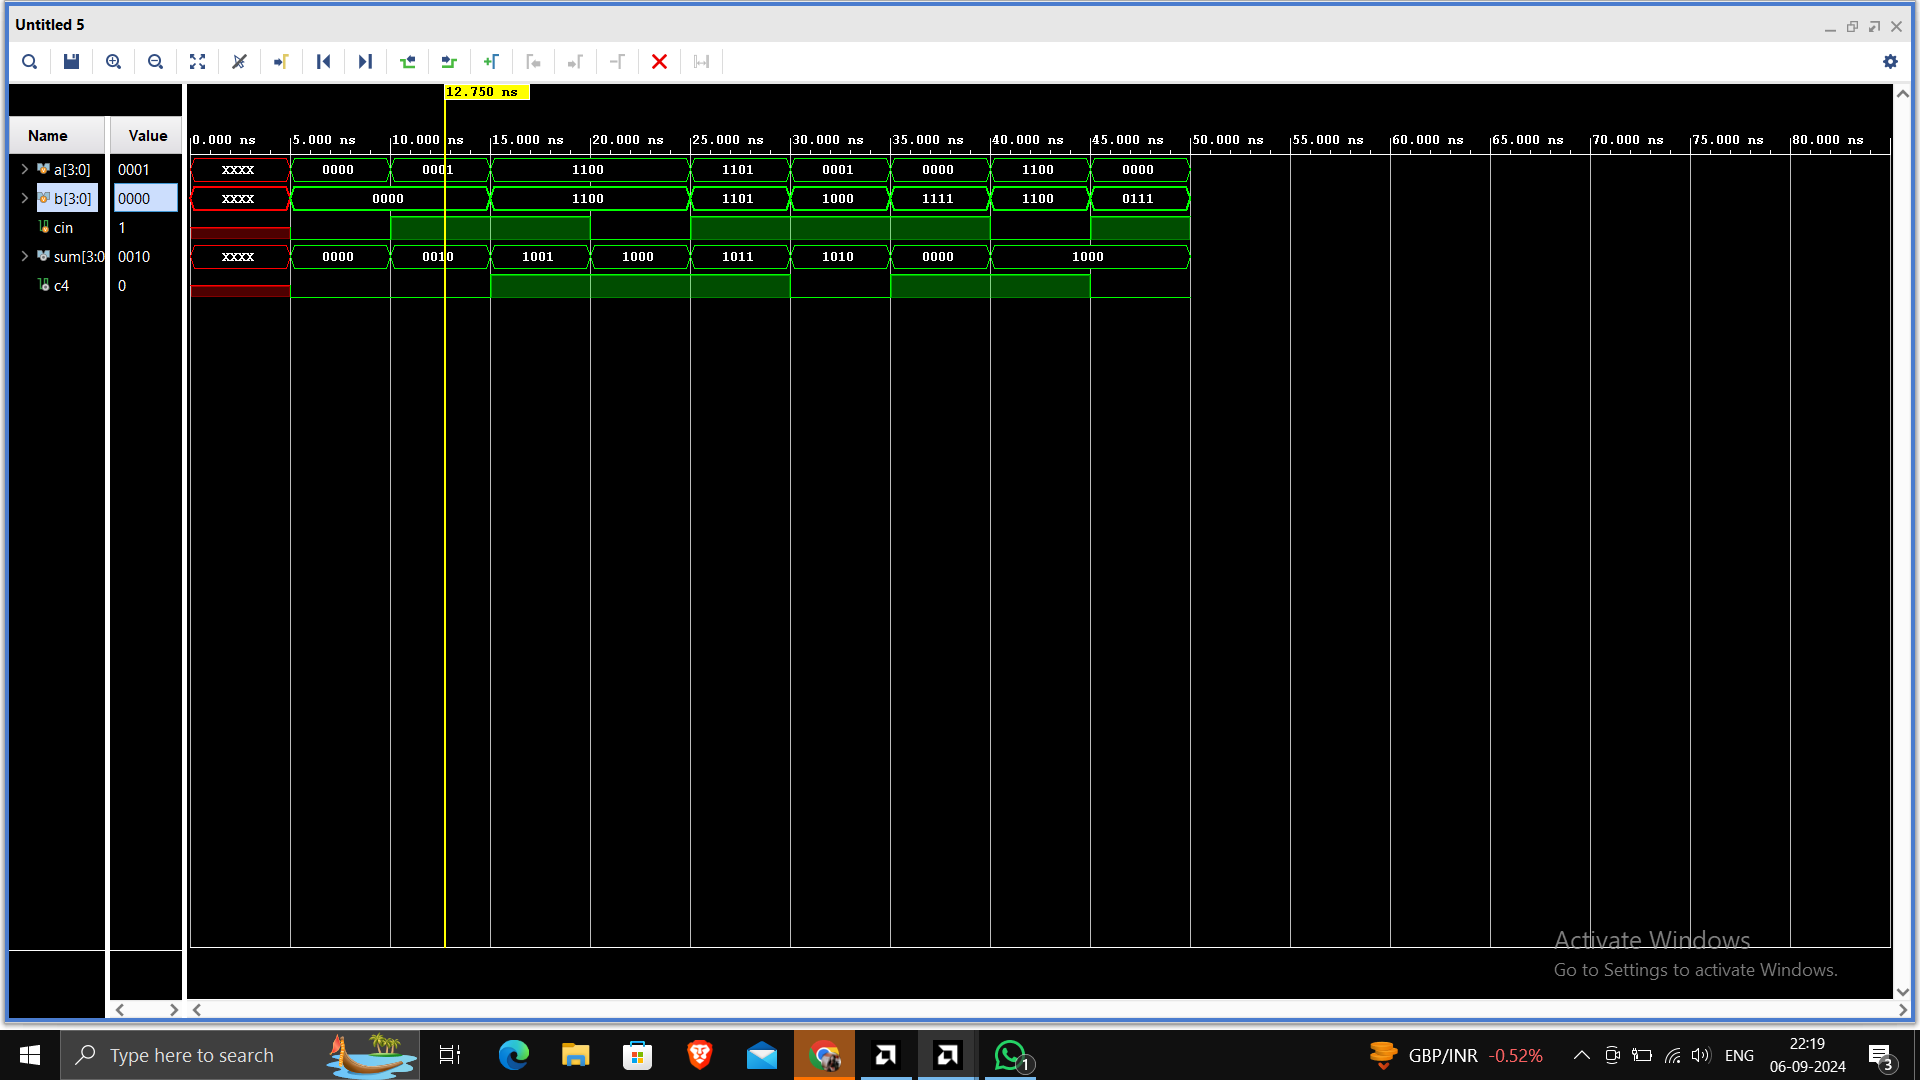 Untitled 5
12.750 ns
Name Value
0.000 ns 5.000 ns 10.000 ns 15.000 ns 20.000 ns 25.000 ns 30.000 ns 35.000 ns 40.000 ns 45.000 ns 50.000 ns 55.000 ns 60.000 ns 65.000 ns 70.000 ns 75.000 ns 80.000 ns
a[3:0] 0001 XXXX 0000 0001 1100 1101 0001 0000 1100 0000
b[3:0] 0000 XXXX 0000 1100 1101 1000 1111 1100 0111
cin 1
sum[3:0 0010 XXXX 0000 0010 1001 1000 1011 1010 0000 1000
c4 0
Activate Windows
Go to Settings to activate Windows.
Type here to search
1
GBP/INR -0.52%
ENG
22:19
06-09-2024
3